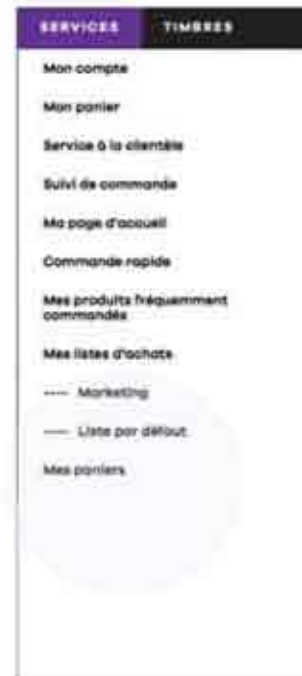 SERVICES TIMBRES
Mon compte
Mon panier
Service à la clientèle
Suivi de commande
Ma page d'accueil
Commande rapide
Mes produits fréquemment
commandés
Mes listes d'achats
---- Marketing
---- Liste par défaut
Mes paniers